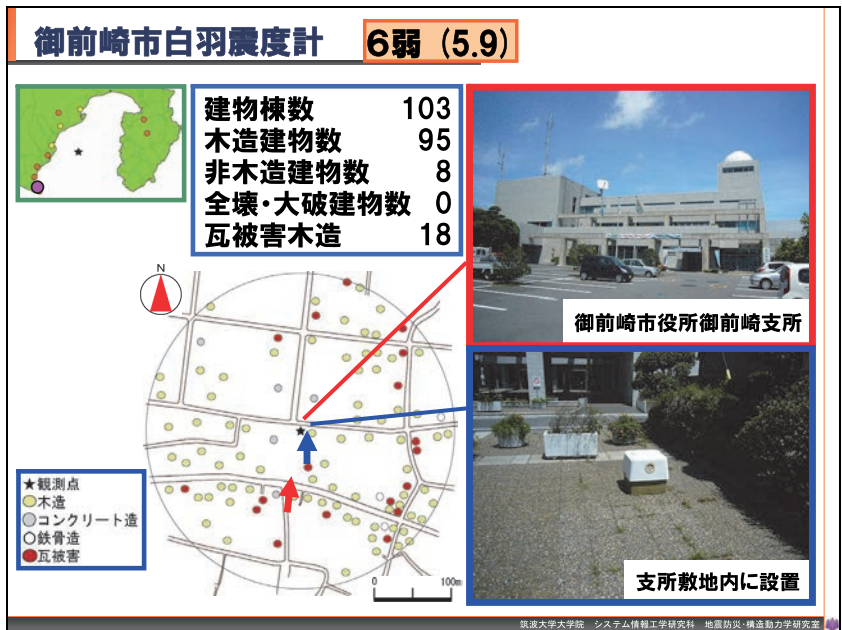 御前崎市白羽震度計
６弱（5.9）
建物棟数 103
木造建物数 95
非木造建物数 8
全壊・大破建物数 0
瓦被害木造 18
御前崎市役所御前崎支所
N
★観測点
木造
コンクリート造
鉄骨造
瓦被害
0 100m
支所敷地内に設置
筑波大学大学院 システム情報工学研究科 地震防災・構造動力学研究室